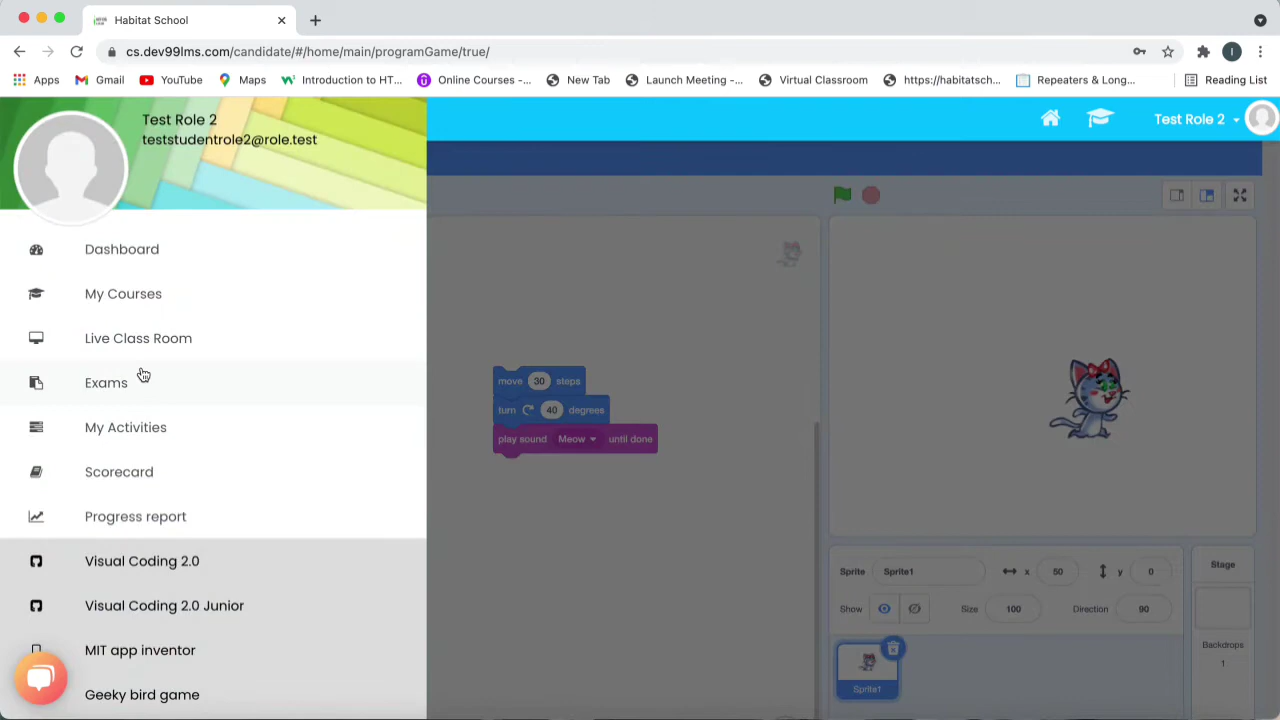 Habitat School
cs.dev99lms.com/candidate/#/home/main/programGame/true/
Apps
Gmail
YouTube
Maps
Introduction to HT...
Online Courses -...
New Tab
Launch Meeting -...
Virtual Classroom
https://habitatsch...
Repeaters & Long...
Reading List
Test Role 2
teststudentrole2@role.test
Test Role 2
Dashboard
My Courses
Live Class Room
Exams
My Activities
Scorecard
Progress report
Visual Coding 2.0
Visual Coding 2.0 Junior
MIT app inventor
Geeky bird game
move 30 steps
turn 40 degrees
play sound Meow until done
Sprite Sprite1 x 50 y 0
Show Size 100 Direction 90
Sprite1
Stage
Backdrops
1